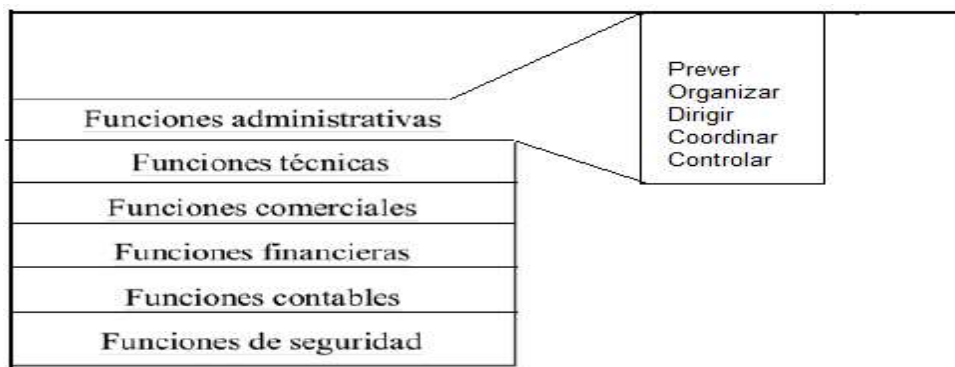 Prever
Organizar
Dirigir
Coordinar
Controlar
Funciones administrativas
Funciones técnicas
Funciones comerciales
Funciones financieras
Funciones contables
Funciones de seguridad